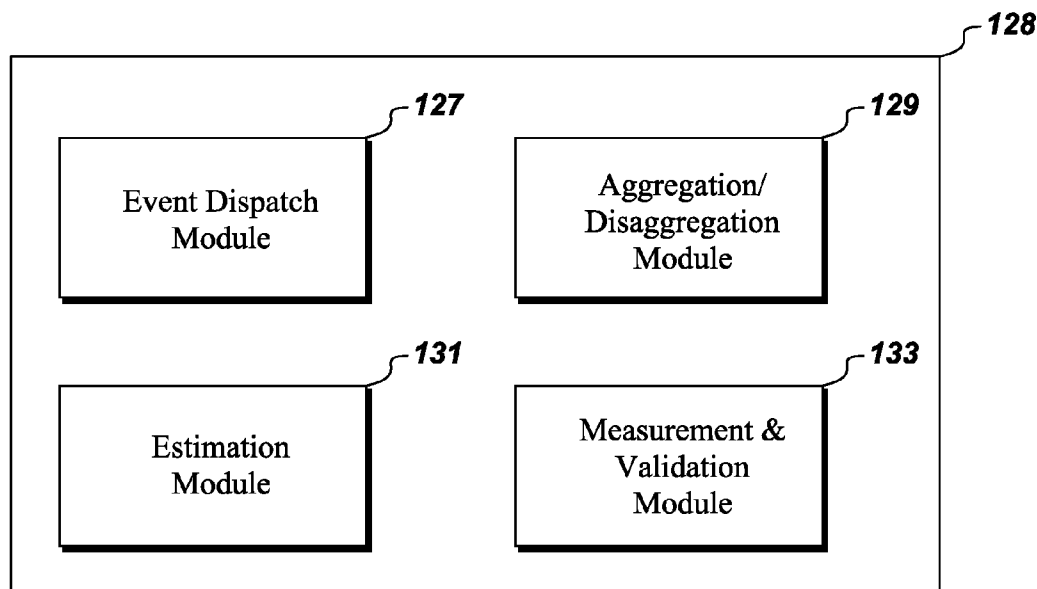 128
127
Event Dispatch
Module
129
Aggregation/
Disaggregation
Module
131
Estimation
Module
133
Measurement &
Validation
Module